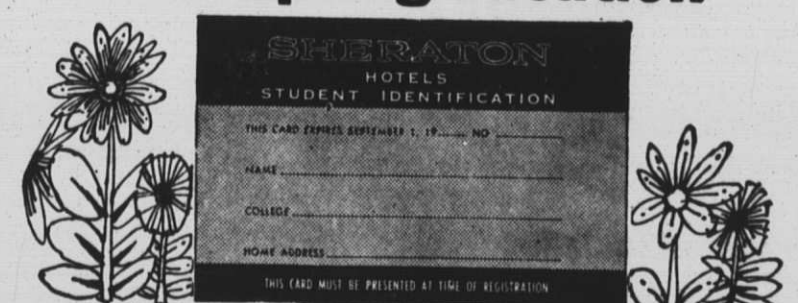 SHERATON
HOTELS
STUDENT IDENTIFICATION
THIS CARD EXPIRES SEPTEMBER 1, 19....... NO
NAME
COLLEGE
HOME ADDRESS
THIS CARD MUST BE PRESENTED AT TIME OF REGISTRATION